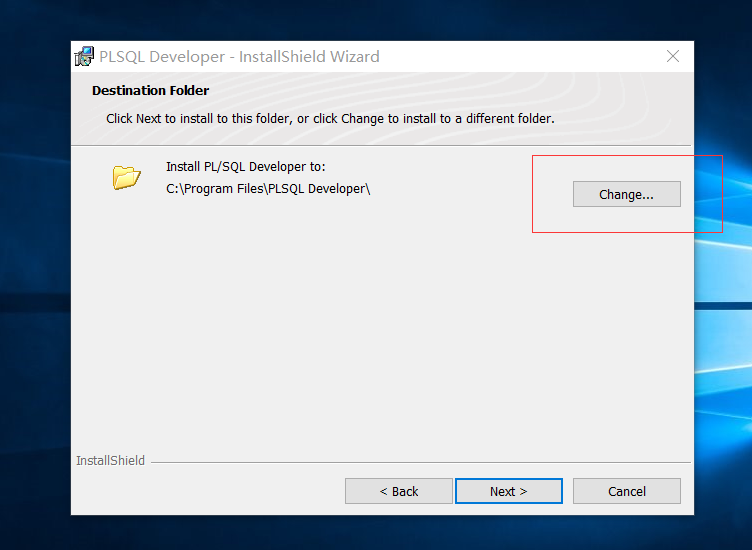 PLSQL Developer - InstallShield Wizard
Destination Folder
Click Next to install to this folder, or click Change to install to a different folder.
Install PL/SQL Developer to:
C:\Program Files\PLSQL Developer\
Change...
InstallShield
< Back
Next >
Cancel